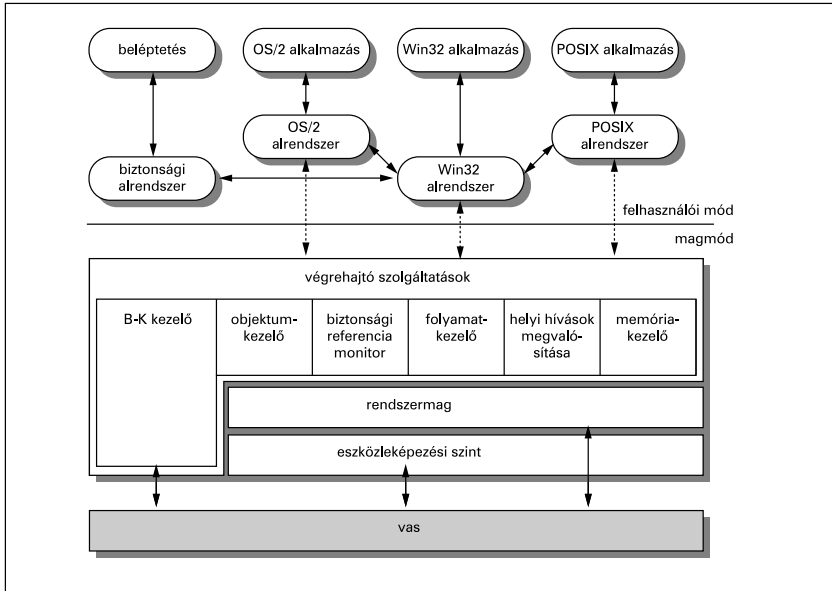 beléptetés
OS/2 alkalmazás
Win32 alkalmazás
POSIX alkalmazás
OS/2
alrendszer
POSIX
alrendszer
biztonsági
alrendszer
Win32
alrendszer
felhasználói mód
magmód
végrehajtó szolgáltatások
B-K kezelő
objektum-
kezelő
biztonsági
referencia
monitor
folyamat-
kezelő
helyi hívások
megvaló-
sítása
memória-
kezelő
rendszermag
eszközleképezési szint
vas